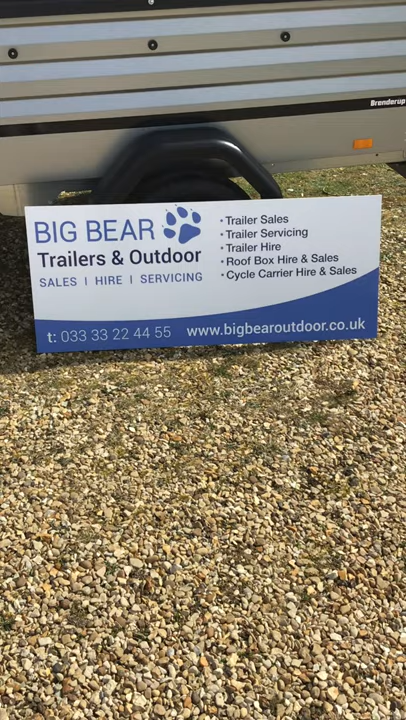 Brenderup
BIG BEAR
Trailers & Outdoor
SALES | HIRE | SERVICING
• Trailer Sales
• Trailer Servicing
• Trailer Hire
• Roof Box Hire & Sales
• Cycle Carrier Hire & Sales
t: 033 33 22 44 55 www.bigbearoutdoor.co.uk